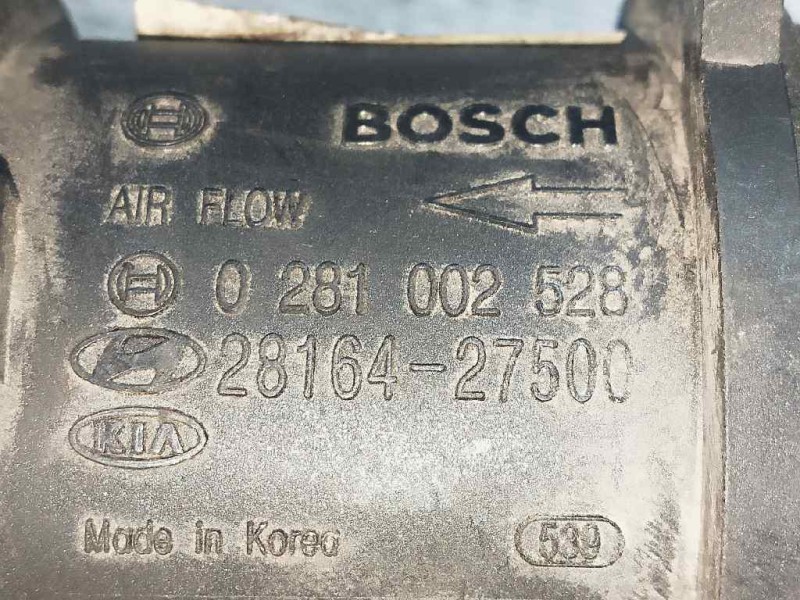 BOSCH
AIR FLOW
0 281 002 528
28164-27500
KIA
Made in Korea 539